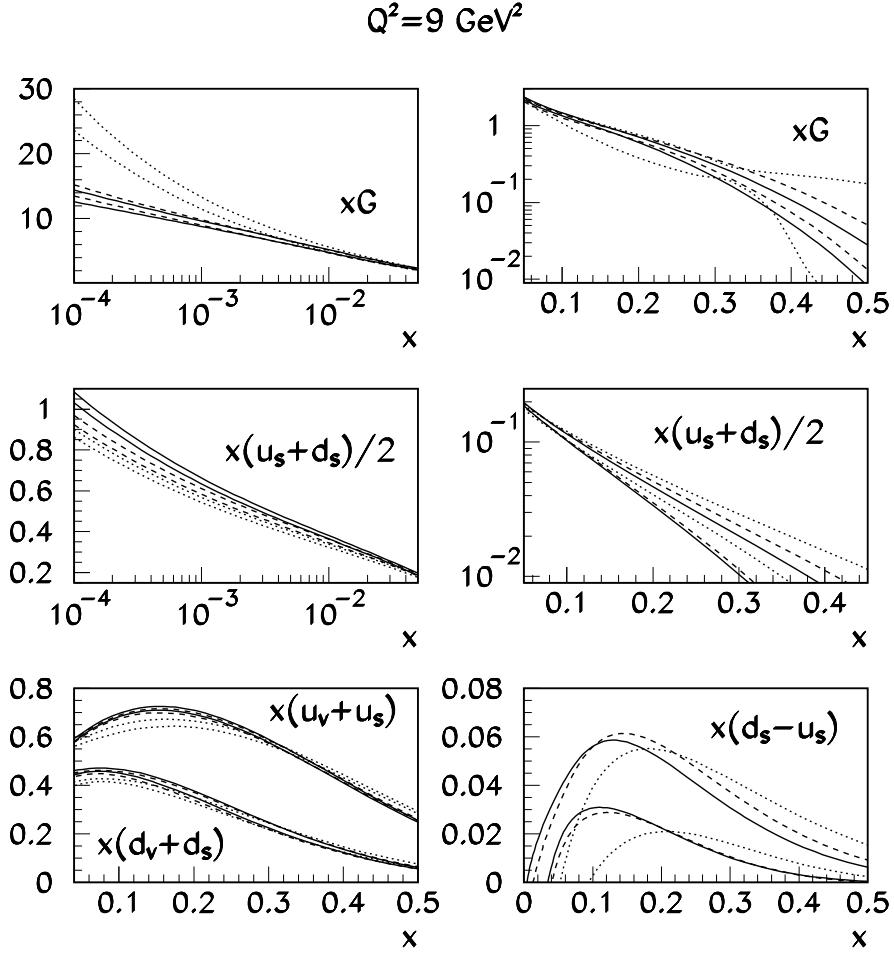 Q²=9 GeV²
30
20
10
xG
10⁻⁴ 10⁻³ 10⁻²
x
1
10⁻¹
10⁻²
xG
0.1 0.2 0.3 0.4 0.5
x
1
0.8
0.6
0.4
0.2
x(uₛ+dₛ)/2
10⁻⁴ 10⁻³ 10⁻²
x
10⁻¹
10⁻²
x(uₛ+dₛ)/2
0.1 0.2 0.3 0.4
x
0.8
0.6
0.4
0.2
0
x(uᵥ+uₛ)
x(dᵥ+dₛ)
0.1 0.2 0.3 0.4 0.5
x
0.08
0.06
0.04
0.02
0
x(dₛ−uₛ)
0 0.1 0.2 0.3 0.4 0.5
x